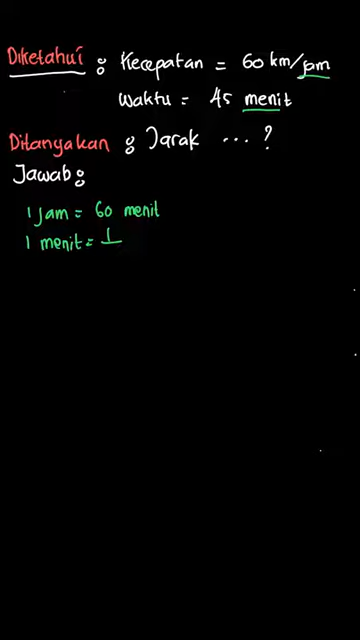 Diketahui : Kecepatan = 60 km/jam
Waktu = 45 menit
Ditanyakan : Jarak ... ?
Jawab :
1 jam = 60 menit
1 menit = 1